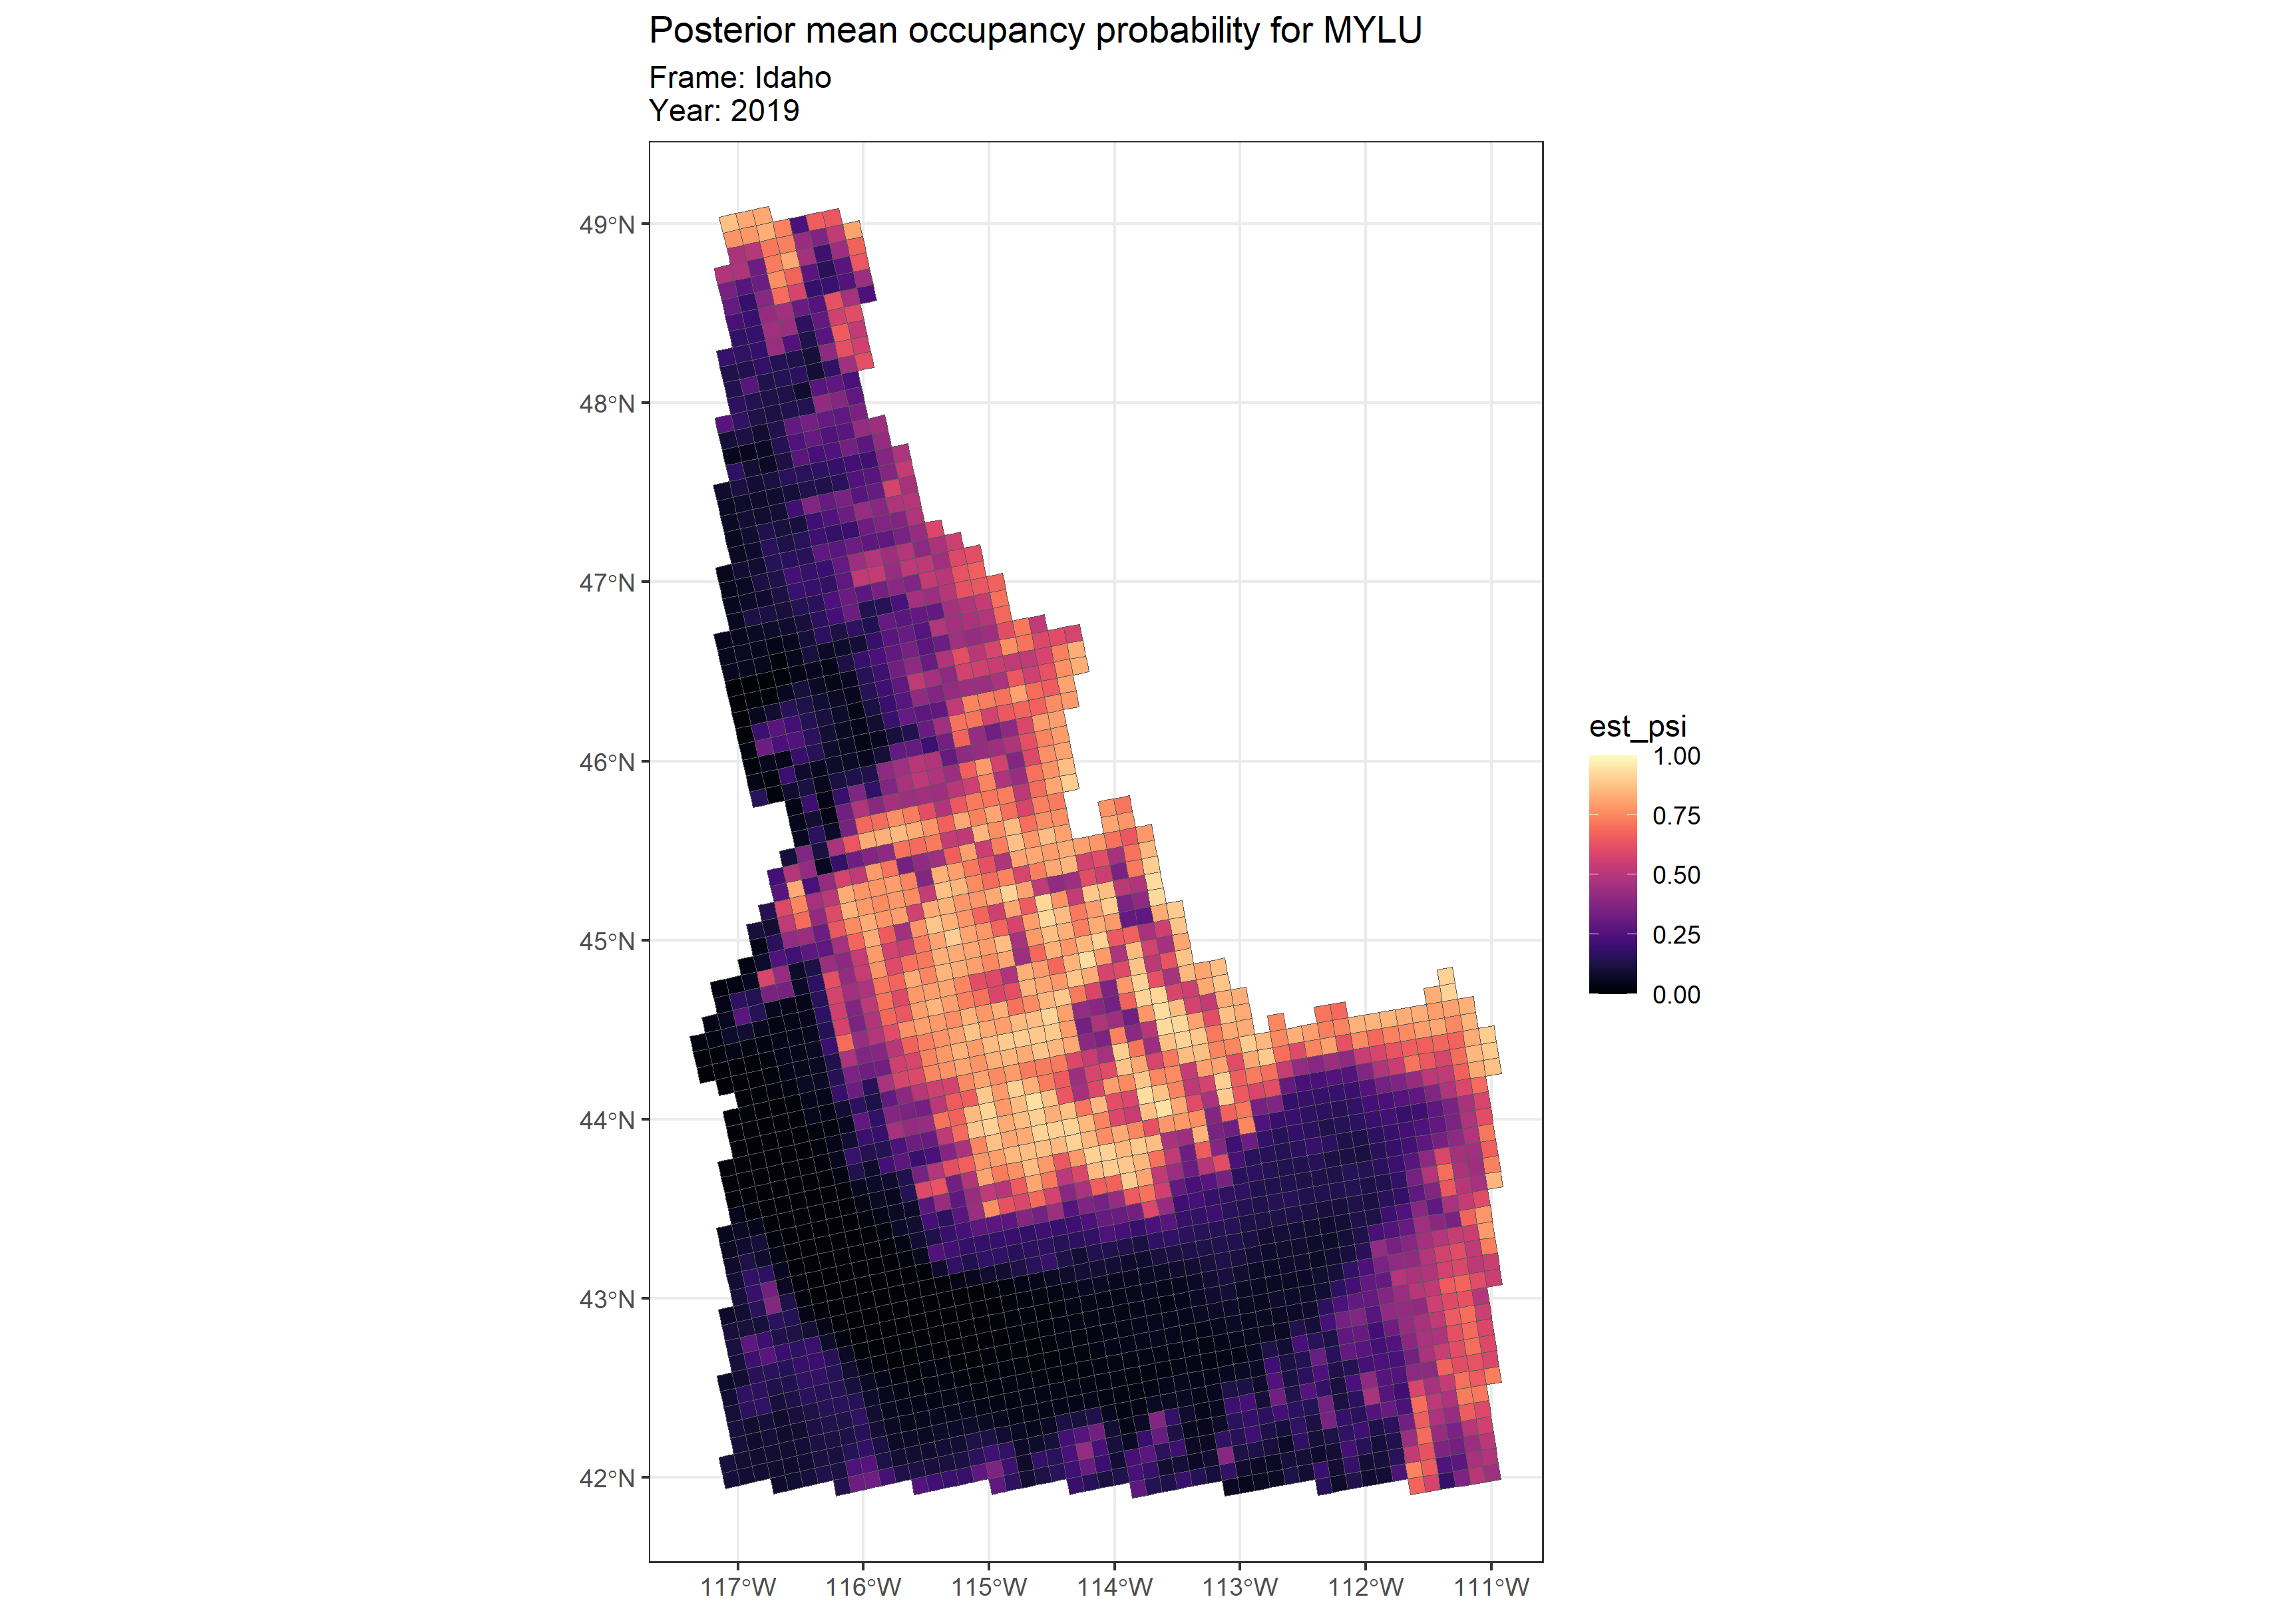 Posterior mean occupancy probability for MYLU
Frame: Idaho
Year: 2019
49°N
48°N
47°N
46°N
45°N
44°N
43°N
42°N
117°W 116°W 115°W 114°W 113°W 112°W 111°W
est_psi
1.00
0.75
0.50
0.25
0.00